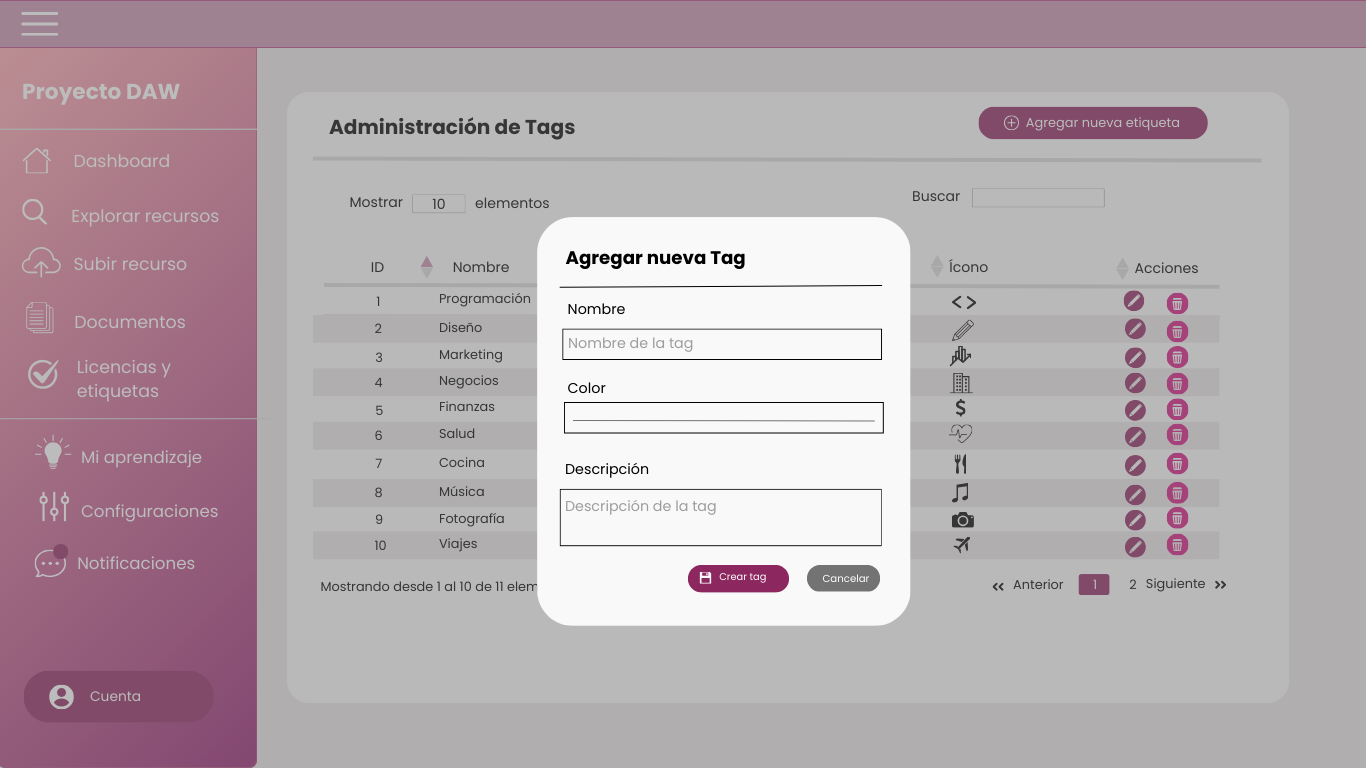 Proyecto DAW
Dashboard
Explorar recursos
Subir recurso
Documentos
Licencias y
etiquetas
Mi aprendizaje
Configuraciones
Notificaciones
Cuenta
Administración de Tags
Agregar nueva etiqueta
Mostrar 10 elementos
Buscar
ID Nombre Ícono Acciones
1 Programación
2 Diseño
3 Marketing
4 Negocios
5 Finanzas $
6 Salud
7 Cocina
8 Música
9 Fotografía
10 Viajes
Mostrando desde 1 al 10 de 11 elem
Anterior 1 2 Siguiente
Agregar nueva Tag
Nombre
Nombre de la tag
Color
Descripción
Descripción de la tag
Crear tag
Cancelar